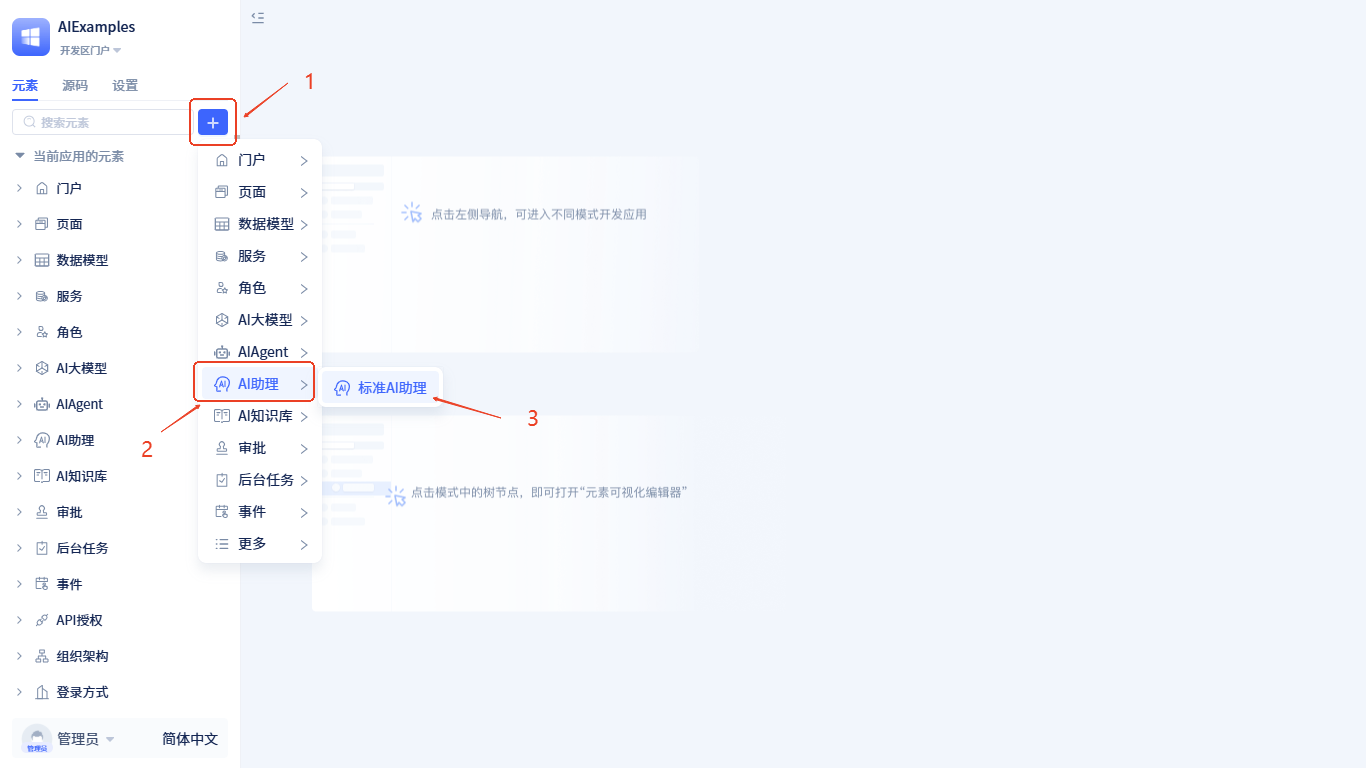 AIExamples
开发区门户
元素 源码 设置
搜索元素
当前应用的元素
门户
页面
数据模型
服务
角色
AI大模型
AIAgent
AI助理
AI知识库
审批
后台任务
事件
API授权
组织架构
登录方式
管理员
管理员 简体中文
门户
页面
数据模型
服务
角色
AI大模型
AIAgent
AI助理
AI知识库
审批
后台任务
事件
更多
标准AI助理
1
2
3
点击左侧导航，可进入不同模式开发应用
点击模式中的树节点，即可打开“元素可视化编辑器”